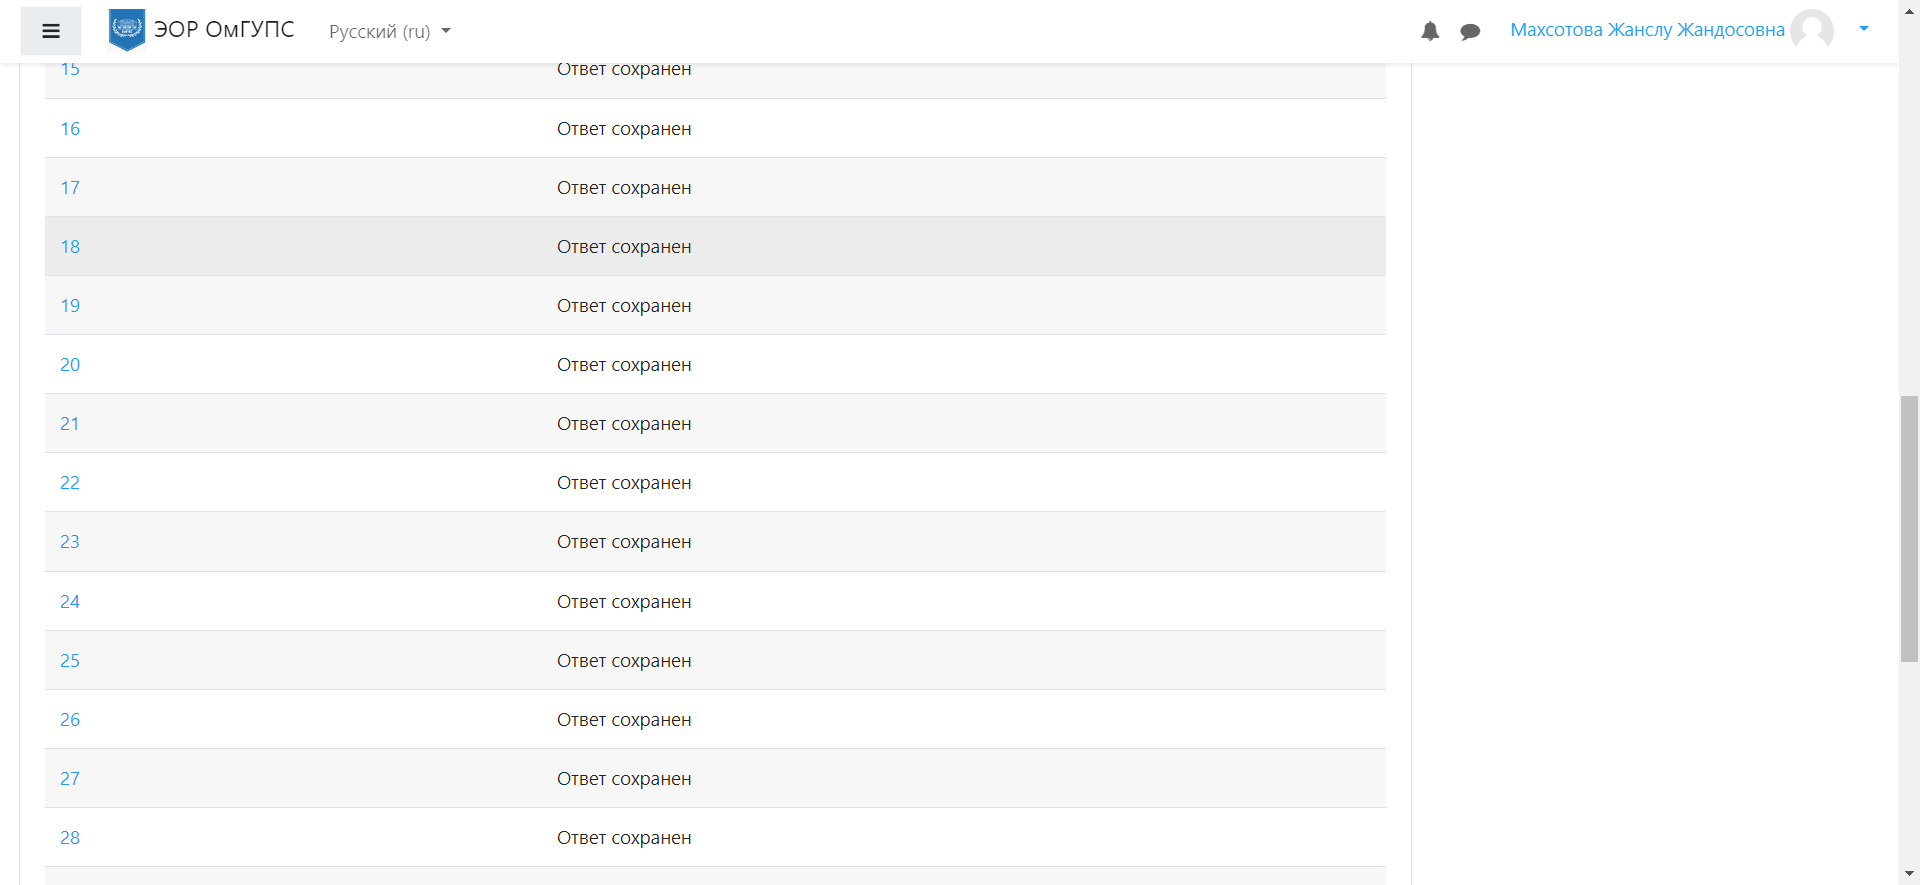 ЭОР ОмГУПС Русский (ru) Махсотова Жанслу Жандосовна
15 Ответ сохранен
16 Ответ сохранен
17 Ответ сохранен
18 Ответ сохранен
19 Ответ сохранен
20 Ответ сохранен
21 Ответ сохранен
22 Ответ сохранен
23 Ответ сохранен
24 Ответ сохранен
25 Ответ сохранен
26 Ответ сохранен
27 Ответ сохранен
28 Ответ сохранен